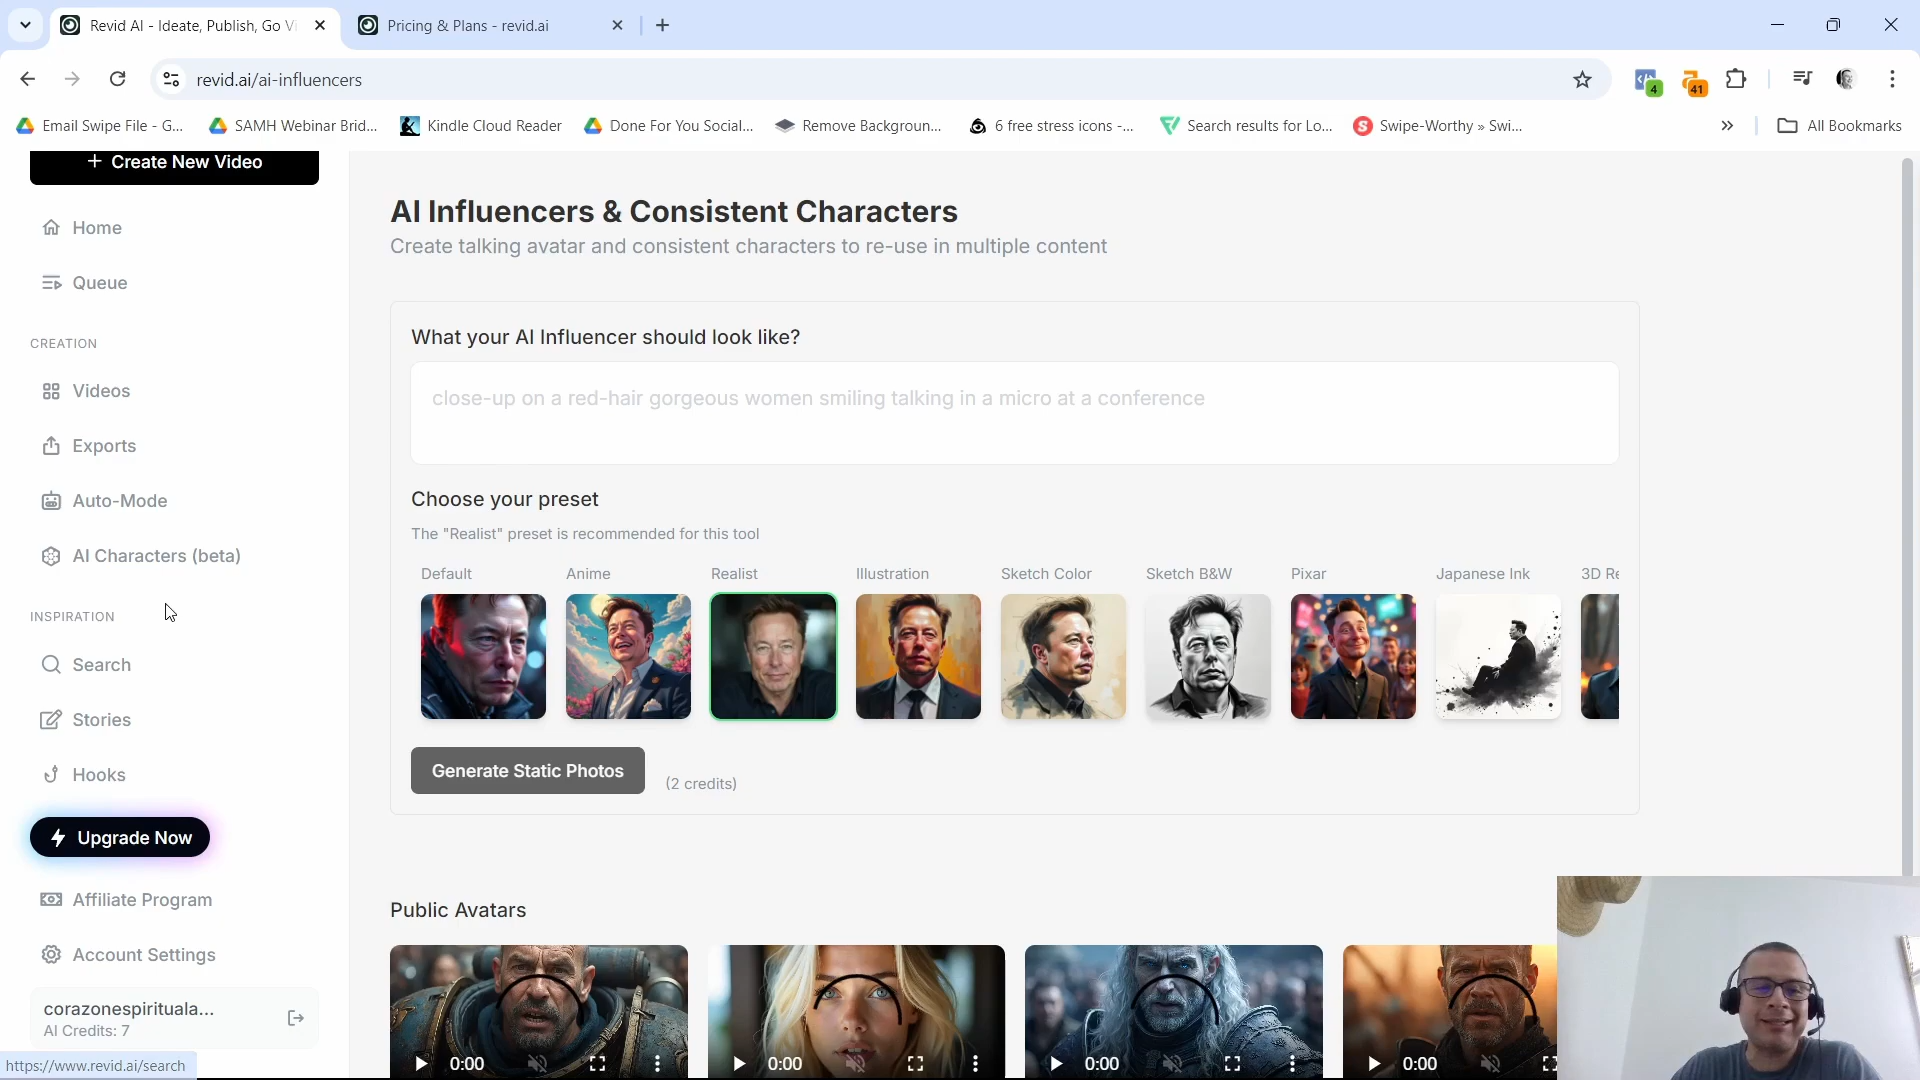 Revid AI - Ideate, Publish, Go Vi
Pricing & Plans - revid.ai
revid.ai/ai-influencers
4
41
Email Swipe File - G...
SAMH Webinar Brid...
Kindle Cloud Reader
Done For You Social...
Remove Backgroun...
6 free stress icons -...
Search results for Lo...
S
Swipe-Worthy » Swi...
All Bookmarks
+ Create New Video
Home
Queue
CREATION
Videos
Exports
Auto-Mode
AI Characters (beta)
INSPIRATION
Search
Stories
Hooks
Upgrade Now
Affiliate Program
Account Settings
corazonespirituala...
AI Credits: 7
https://www.revid.ai/search
AI Influencers & Consistent Characters
Create talking avatar and consistent characters to re-use in multiple content
What your AI Influencer should look like?
close-up on a red-hair gorgeous women smiling talking in a micro at a conference
Choose your preset
The "Realist" preset is recommended for this tool
Default
Anime
Realist
Illustration
Sketch Color
Sketch B&W
Pixar
Japanese Ink
3D Re
Generate Static Photos
(2 credits)
Public Avatars
0:00
0:00
0:00
0:00